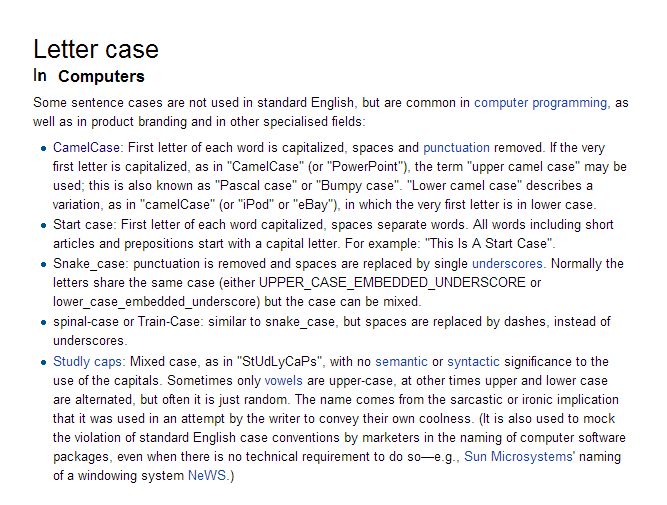 Letter case
In Computers
Some sentence cases are not used in standard English, but are common in computer programming, as
well as in product branding and in other specialised fields:
CamelCase: First letter of each word is capitalized, spaces and punctuation removed. If the very
first letter is capitalized, as in "CamelCase" (or "PowerPoint"), the term "upper camel case" may be
used; this is also known as "Pascal case" or "Bumpy case". "Lower camel case" describes a
variation, as in "camelCase" (or "iPod" or "eBay"), in which the very first letter is in lower case.
Start case: First letter of each word capitalized, spaces separate words. All words including short
articles and prepositions start with a capital letter. For example: "This Is A Start Case".
Snake_case: punctuation is removed and spaces are replaced by single underscores. Normally the
letters share the same case (either UPPER_CASE_EMBEDDED_UNDERSCORE or
lower_case_embedded_underscore) but the case can be mixed.
spinal-case or Train-Case: similar to snake_case, but spaces are replaced by dashes, instead of
underscores.
Studly caps: Mixed case, as in "StUdLyCaPs", with no semantic or syntactic significance to the
use of the capitals. Sometimes only vowels are upper-case, at other times upper and lower case
are alternated, but often it is just random. The name comes from the sarcastic or ironic implication
that it was used in an attempt by the writer to convey their own coolness. (It is also used to mock
the violation of standard English case conventions by marketers in the naming of computer software
packages, even when there is no technical requirement to do so—e.g., Sun Microsystems' naming
of a windowing system NeWS.)